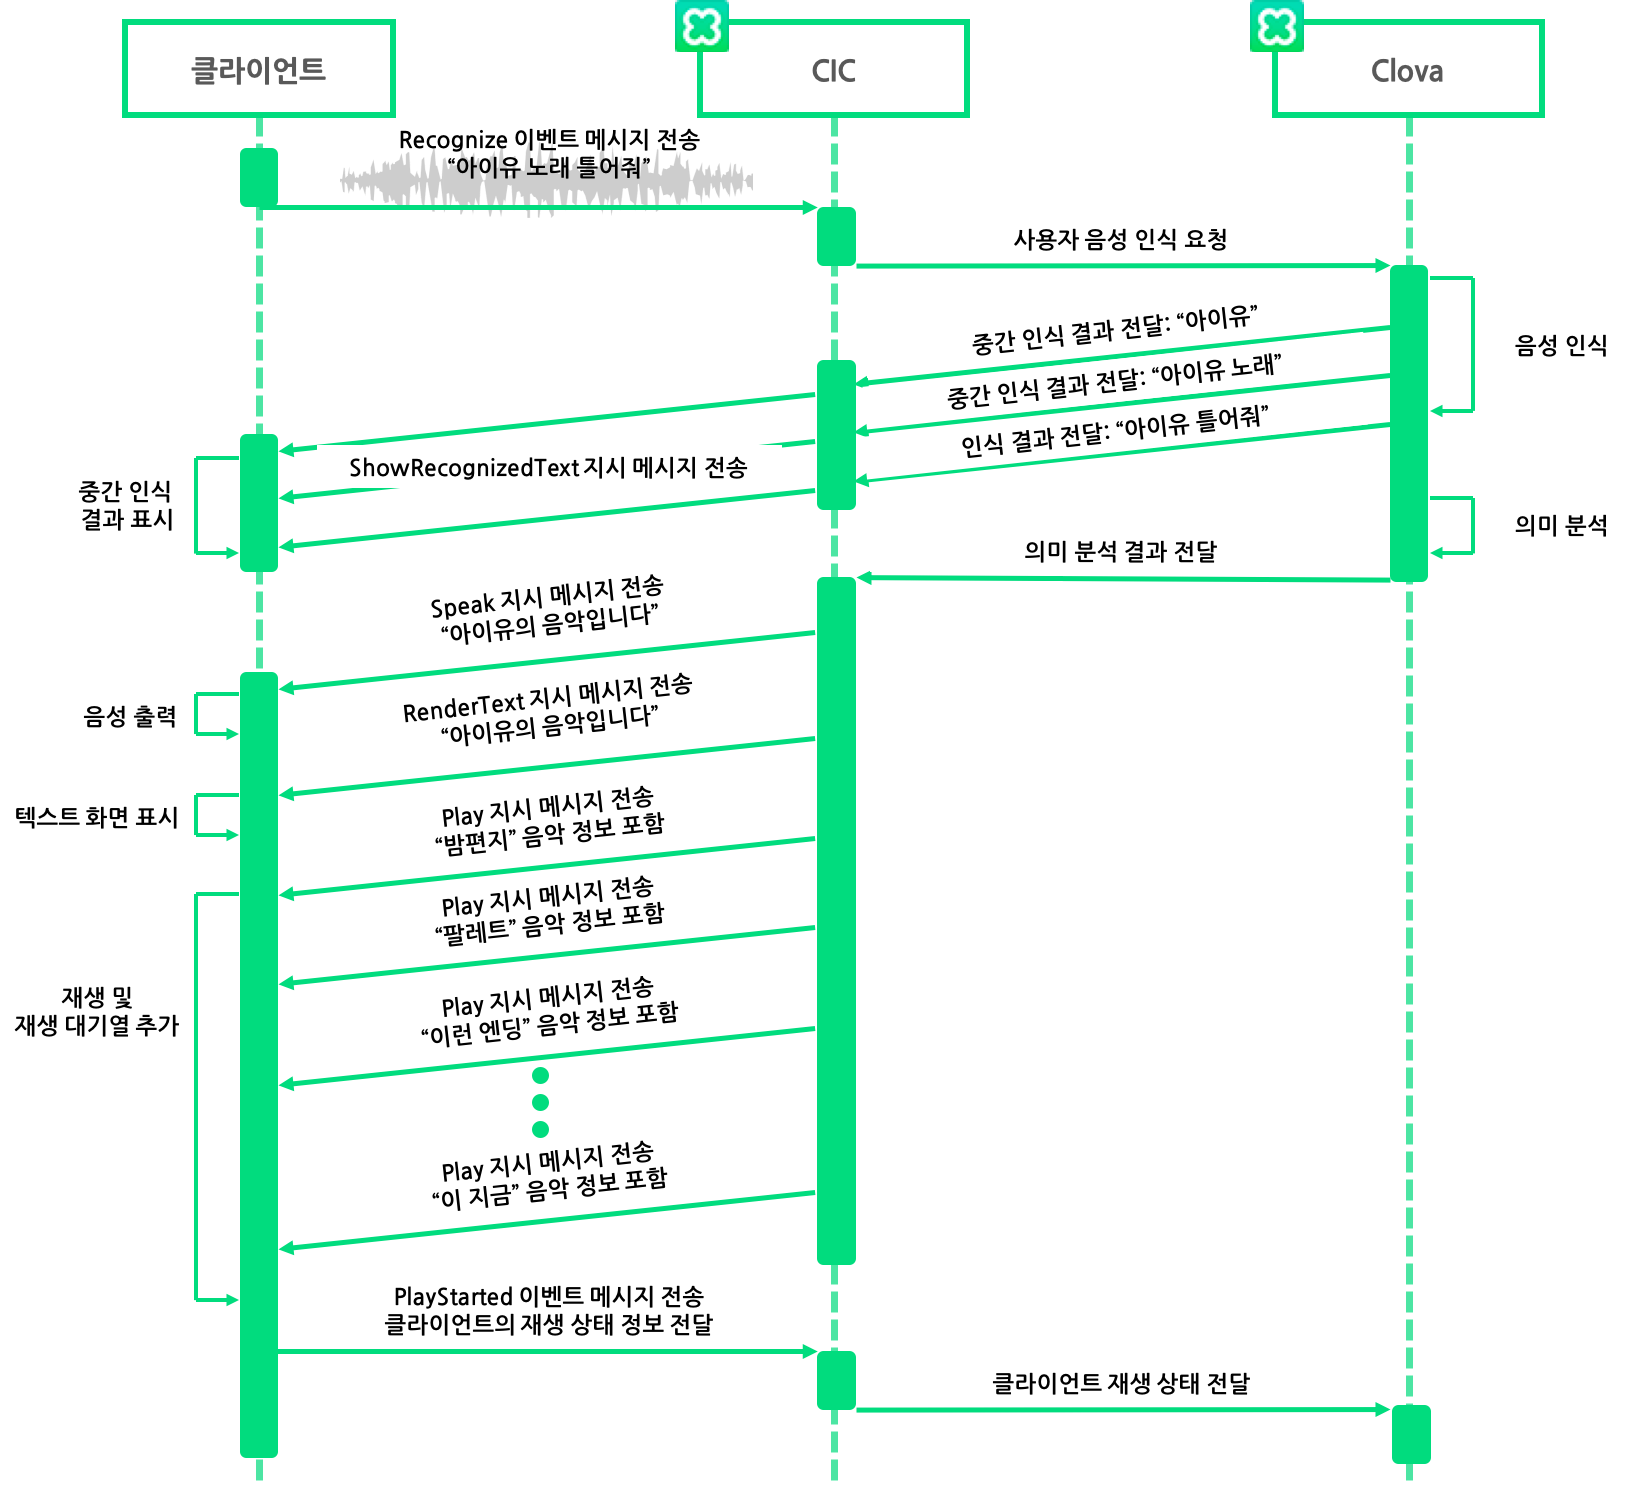 클라이언트
CIC
Clova
Recognize 이벤트 메시지 전송
“아이유 노래 틀어줘”
사용자 음성 인식 요청
중간 인식 결과 전달: “아이유”
음성 인식
중간 인식 결과 전달: “아이유 노래”
인식 결과 전달: “아이유 틀어줘”
ShowRecognizedText 지시 메시지 전송
중간 인식
결과 표시
의미 분석
의미 분석 결과 전달
Speak 지시 메시지 전송
“아이유의 음악입니다”
음성 출력
RenderText 지시 메시지 전송
“아이유의 음악입니다”
텍스트 화면 표시
Play 지시 메시지 전송
“밤편지” 음악 정보 포함
Play 지시 메시지 전송
“팔레트” 음악 정보 포함
재생 및
재생 대기열 추가
Play 지시 메시지 전송
“이런 엔딩” 음악 정보 포함
Play 지시 메시지 전송
“이 지금” 음악 정보 포함
PlayStarted 이벤트 메시지 전송
클라이언트의 재생 상태 정보 전달
클라이언트 재생 상태 전달